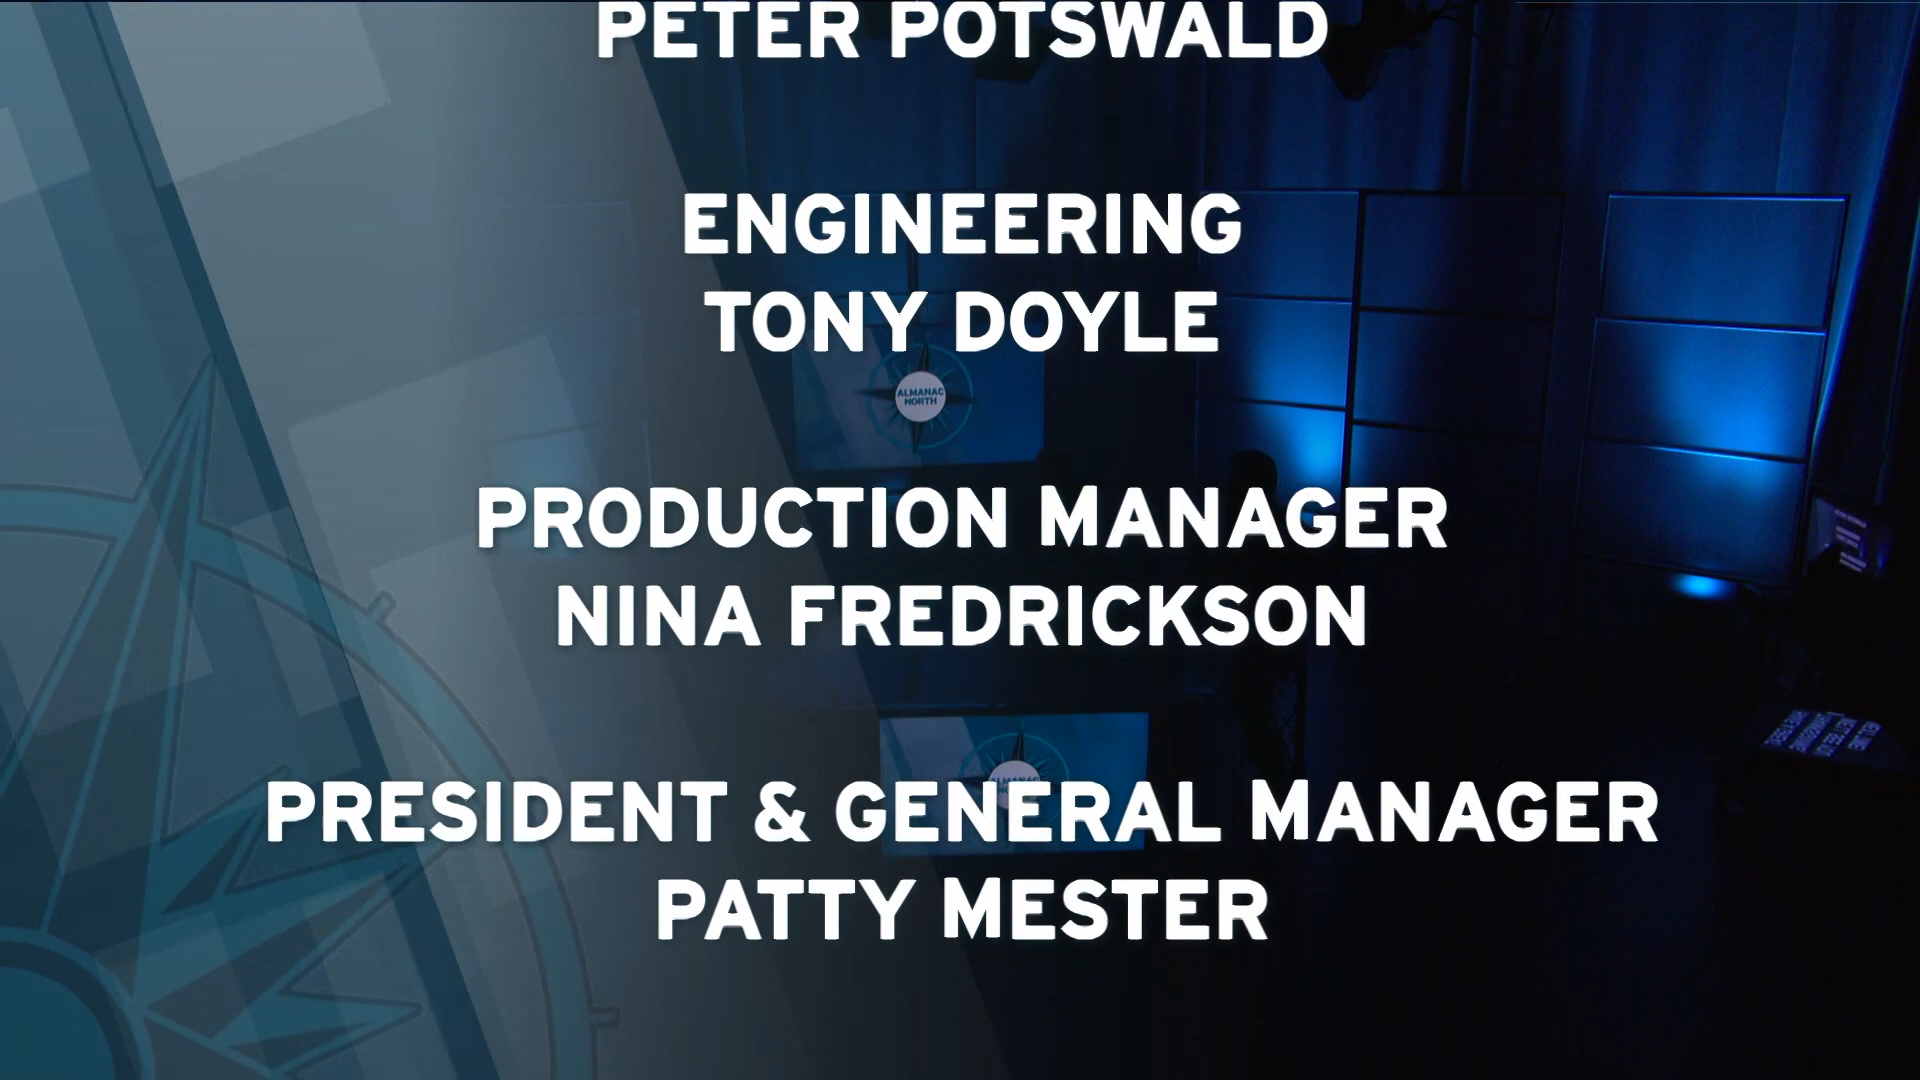 PETER POTSWALD
ENGINEERING
TONY DOYLE
ALMANAC
NORTH
PRODUCTION MANAGER
NINA FREDRICKSON
PRESIDENT & GENERAL MANAGER
PATTY MESTER